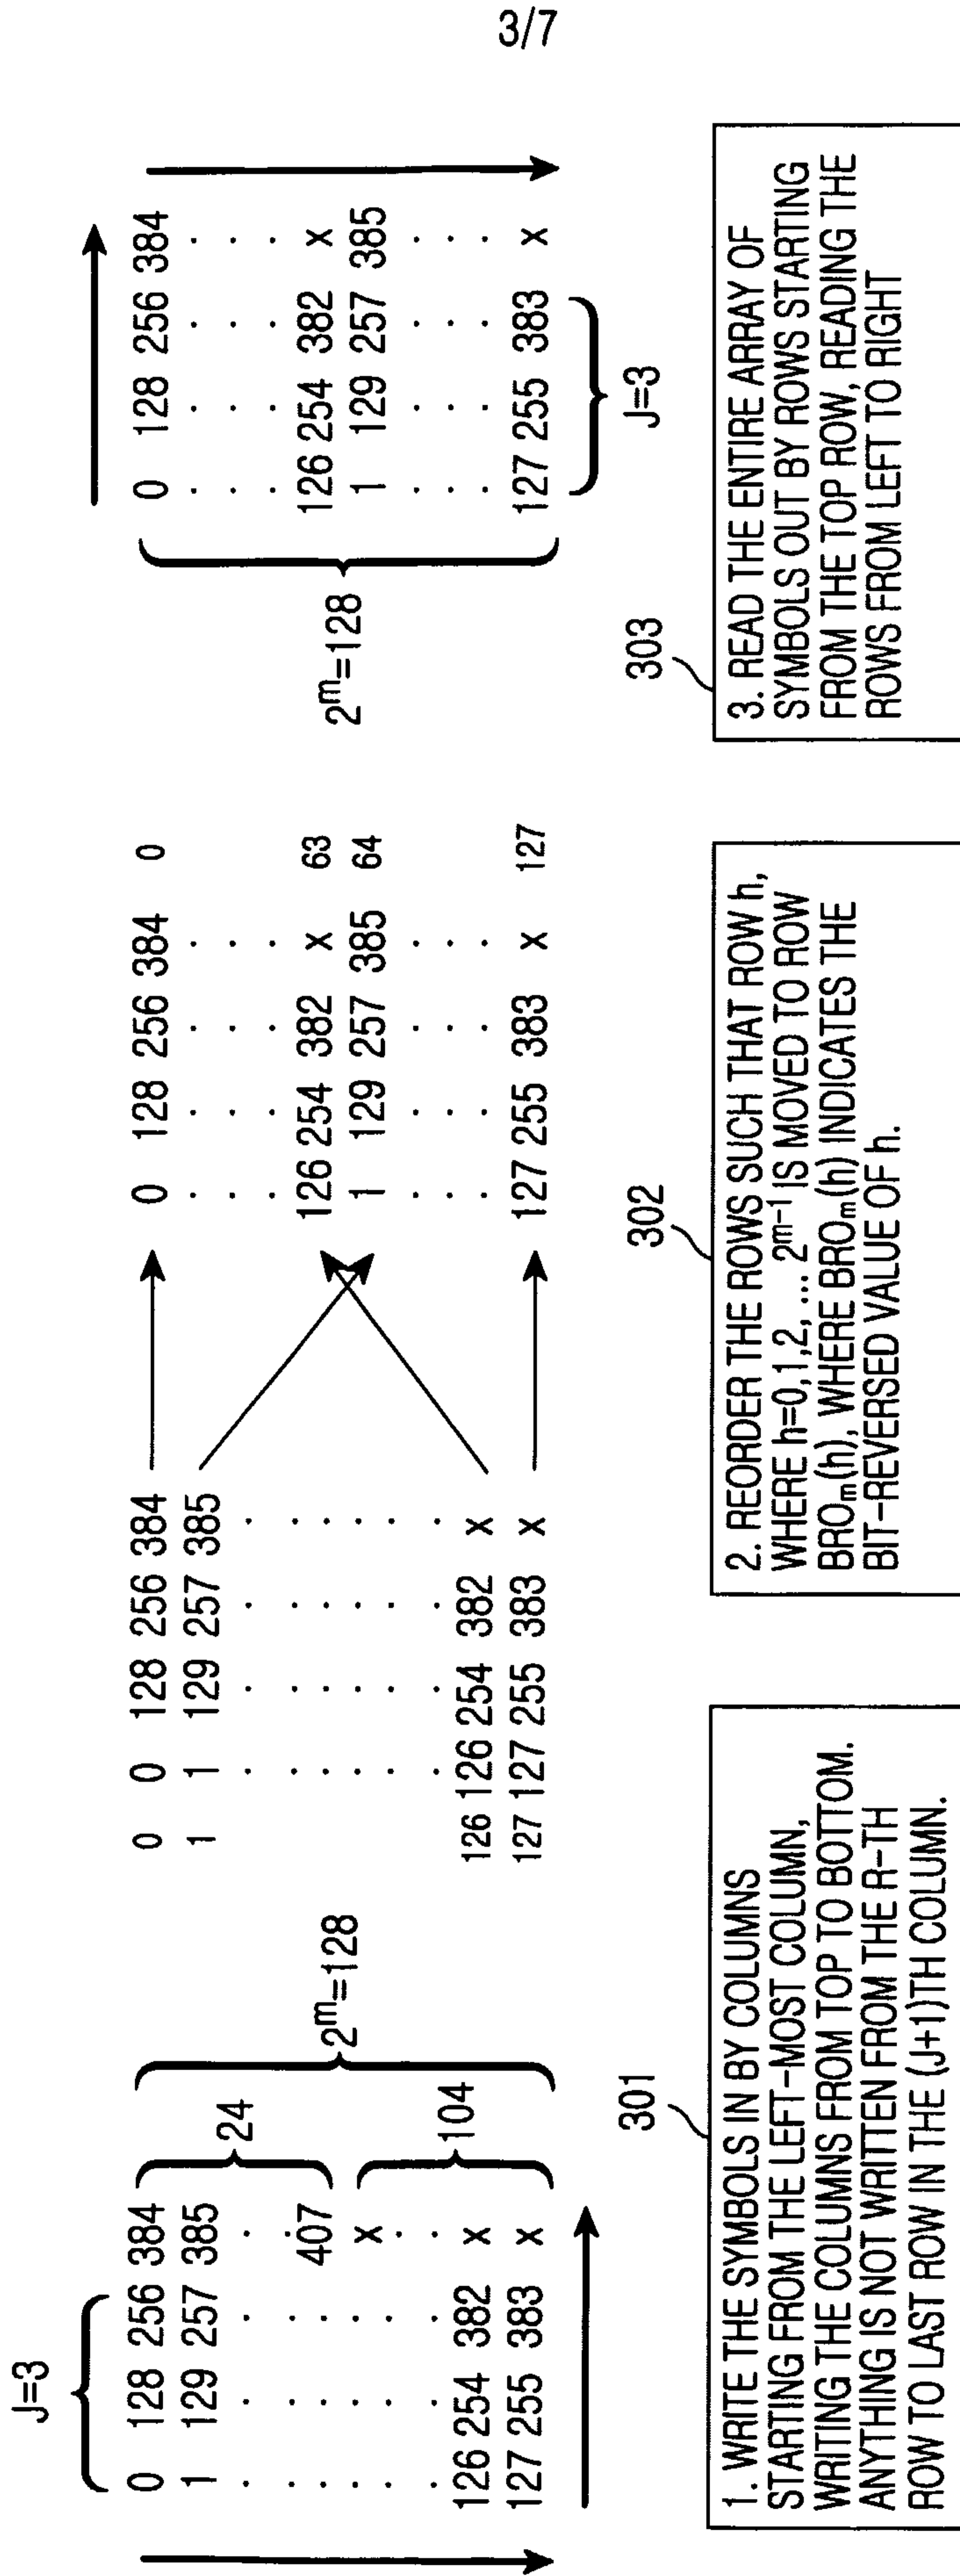 3/7
J=3
0 128 256 384
1 129 257 385
. . . .
. . . 407
. . . x
. . . .
. . . .
126 254 382 x
127 255 383 x
24
104
2^m=128
0 0 128 256 384
1 1 129 257 385
. . . .
. . . .
. . . .
. . . .
. . . .
126 126 254 382 x
127 127 255 383 x
0 128 256 384 0
. . . .
. . . .
. . . .
126 254 382 x 63
1 129 257 385 64
. . . .
. . . .
. . . .
127 255 383 x 127
2^m=128
0 128 256 384
. . . .
. . . .
. . . .
126 254 382 x
1 129 257 385
. . . .
. . . .
. . . .
127 255 383 x
J=3
301
1. WRITE THE SYMBOLS IN BY COLUMNS
STARTING FROM THE LEFT-MOST COLUMN,
WRITING THE COLUMNS FROM TOP TO BOTTOM.
ANYTHING IS NOT WRITTEN FROM THE R-TH
ROW TO LAST ROW IN THE (J+1)TH COLUMN.
302
2. REORDER THE ROWS SUCH THAT ROW h,
WHERE h=0,1,2, ... 2^m-1 IS MOVED TO ROW
BROm(h), WHERE BROm(h) INDICATES THE
BIT-REVERSED VALUE OF h.
303
3. READ THE ENTIRE ARRAY OF
SYMBOLS OUT BY ROWS STARTING
FROM THE TOP ROW, READING THE
ROWS FROM LEFT TO RIGHT